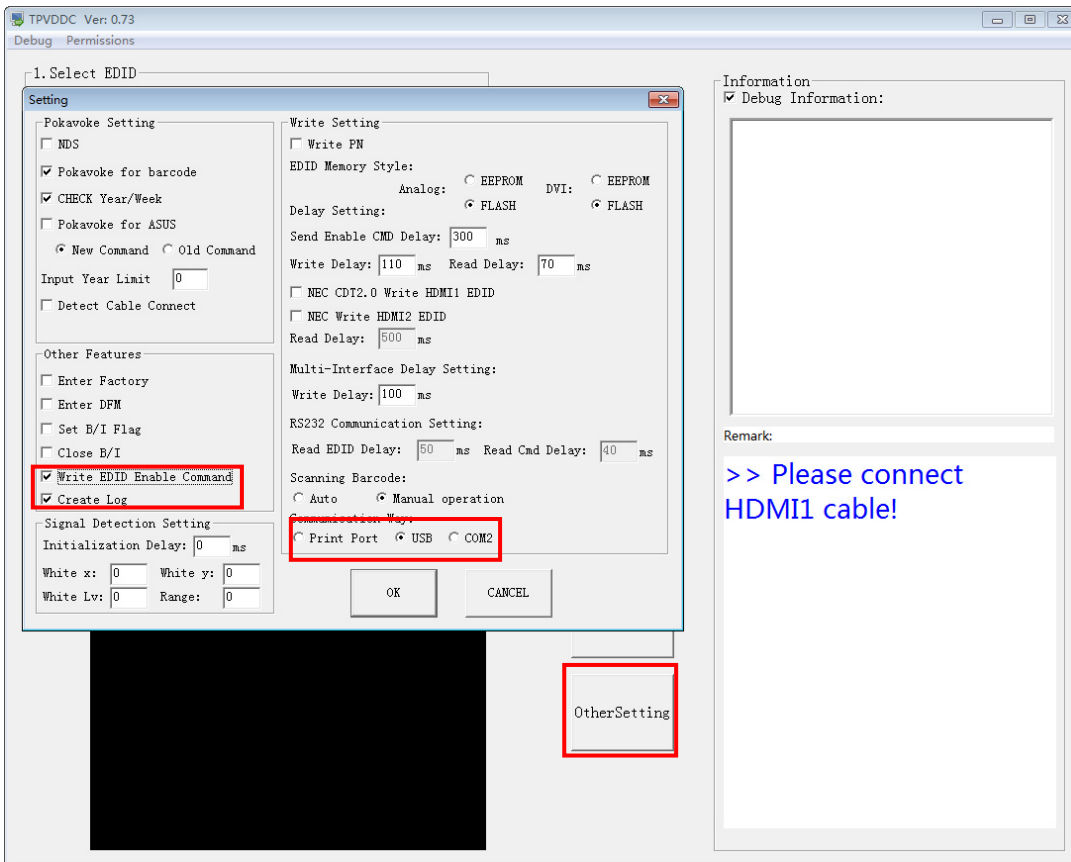 TPVDDC Ver: 0.73
Debug Permissions
1.Select EDID
Setting
Pokavoke Setting
NDS
Pokavoke for barcode
CHECK Year/Week
Pokavoke for ASUS
New Command Old Command
Input Year Limit 0
Detect Cable Connect
Other Features
Enter Factory
Enter DFM
Set B/I Flag
Close B/I
Write EDID Enable Command
Create Log
Signal Detection Setting
Initialization Delay: 0 ms
White x: 0 White y: 0
White Lv: 0 Range: 0
Write Setting
Write PN
EDID Memory Style:
Analog: EEPROM DVI: EEPROM
FLASH FLASH
Delay Setting:
Send Enable CMD Delay: 300 ms
Write Delay: 110 ms Read Delay: 70 ms
NEC CDT2.0 Write HDMI1 EDID
NEC Write HDMI2 EDID
Read Delay: 500 ms
Multi-Interface Delay Setting:
Write Delay: 100 ms
RS232 Communication Setting:
Read EDID Delay: 50 ms Read Cmd Delay: 40 ms
Scanning Barcode:
Auto Manual operation
Communication Way:
Print Port USB COM2
OK CANCEL
OtherSetting
Information
Debug Information:
Remark:
>> Please connect
HDMI1 cable!